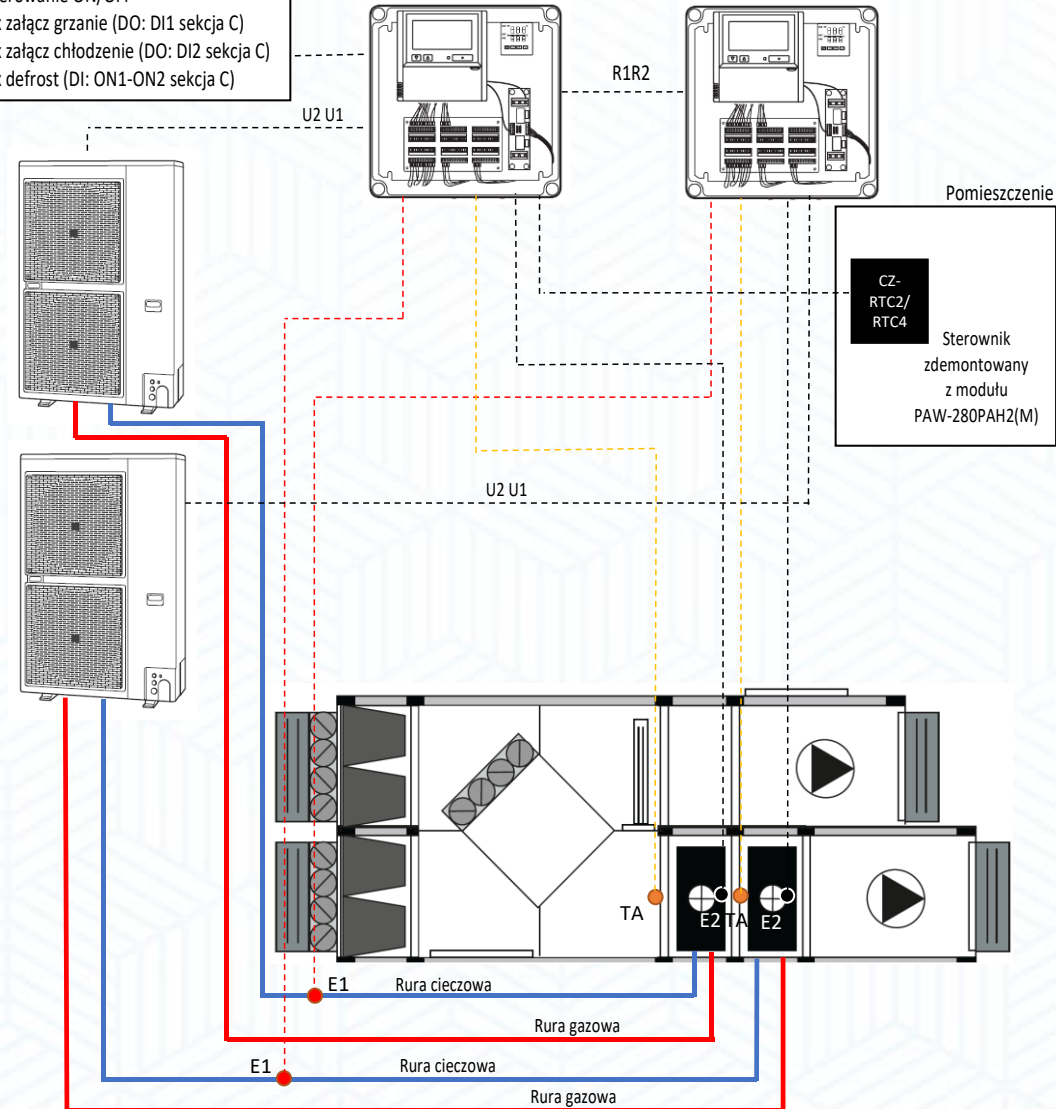 k załącz grzanie (DO: DI1 sekcja C)
k załącz chłodzenie (DO: DI2 sekcja C)
k defrost (DI: ON1-ON2 sekcja C)
R1R2
U2 U1
Pomieszczenie
CZ-
RTC2/
RTC4
Sterownik
zdemontowany
z modułu
PAW-280PAH2(M)
U2 U1
TA
E2
TA
E2
E1
Rura cieczowa
Rura gazowa
E1
Rura cieczowa
Rura gazowa